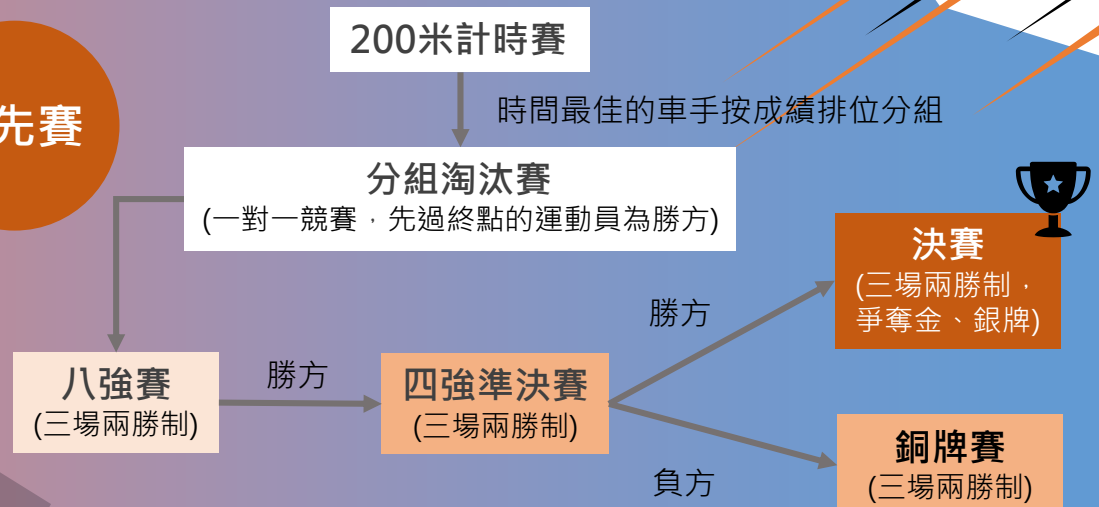 200米計時賽
先賽
時間最佳的車手按成績排位分組
分組淘汰賽
(一對一競賽，先過終點的運動員為勝方)
決賽
(三場兩勝制，
爭奪金、銀牌)
勝方
八強賽
(三場兩勝制)
勝方
四強準決賽
(三場兩勝制)
銅牌賽
(三場兩勝制)
負方